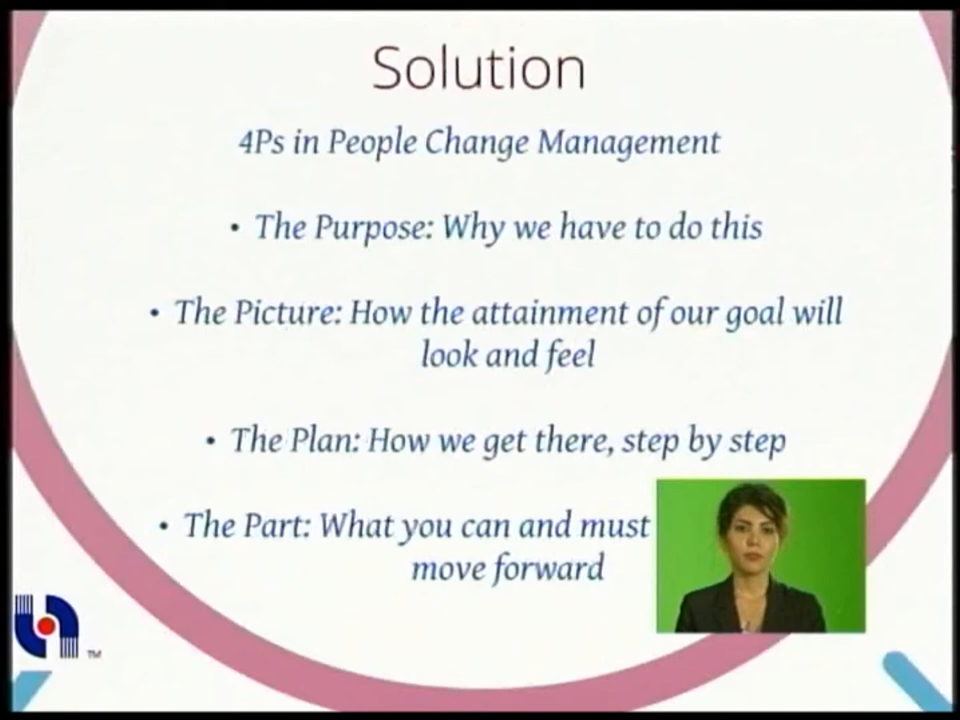 Solution
4Ps in People Change Management
• The Purpose: Why we have to do this
• The Picture: How the attainment of our goal will
look and feel
• The Plan: How we get there, step by step
• The Part: What you can and must
move forward
TM